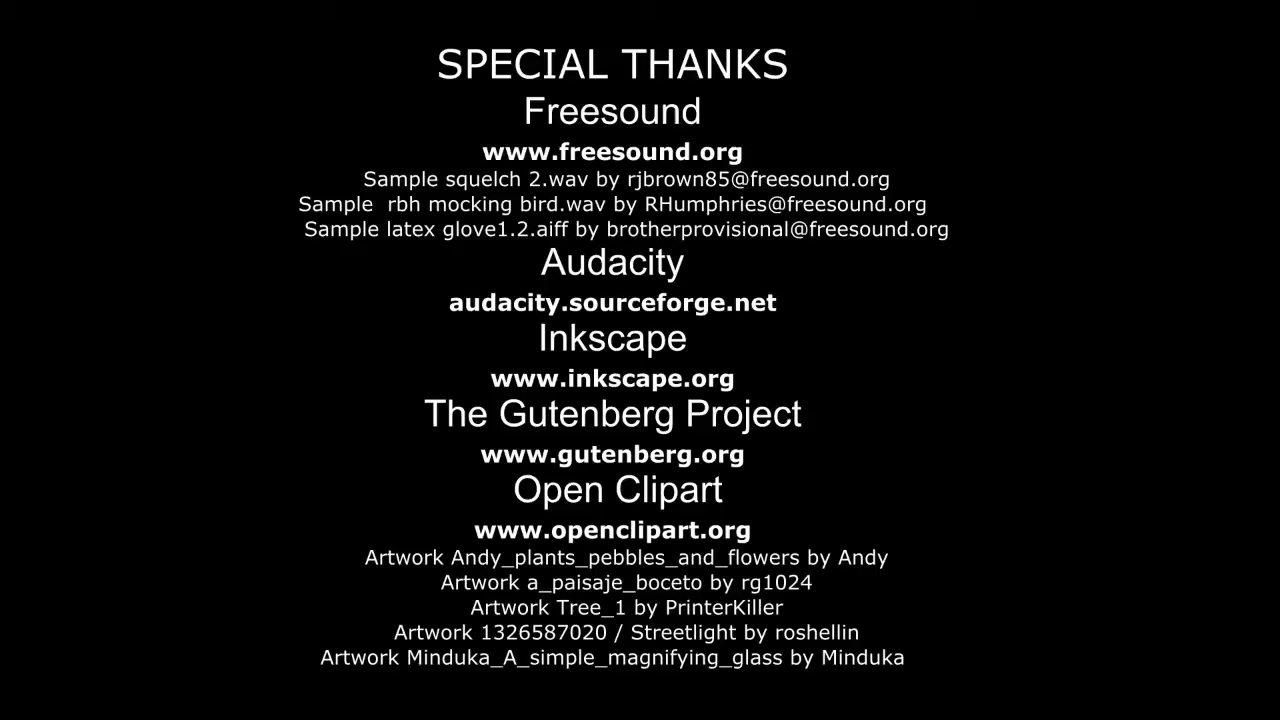 SPECIAL THANKS
Freesound
www.freesound.org
Sample squelch 2.wav by rjbrown85@freesound.org
Sample  rbh mocking bird.wav by RHumphries@freesound.org
Sample latex glove1.2.aiff by brotherprovisional@freesound.org
Audacity
audacity.sourceforge.net
Inkscape
www.inkscape.org
The Gutenberg Project
www.gutenberg.org
Open Clipart
www.openclipart.org
Artwork Andy_plants_pebbles_and_flowers by Andy
Artwork a_paisaje_boceto by rg1024
Artwork Tree_1 by PrinterKiller
Artwork 1326587020 / Streetlight by roshellin
Artwork Minduka_A_simple_magnifying_glass by Minduka